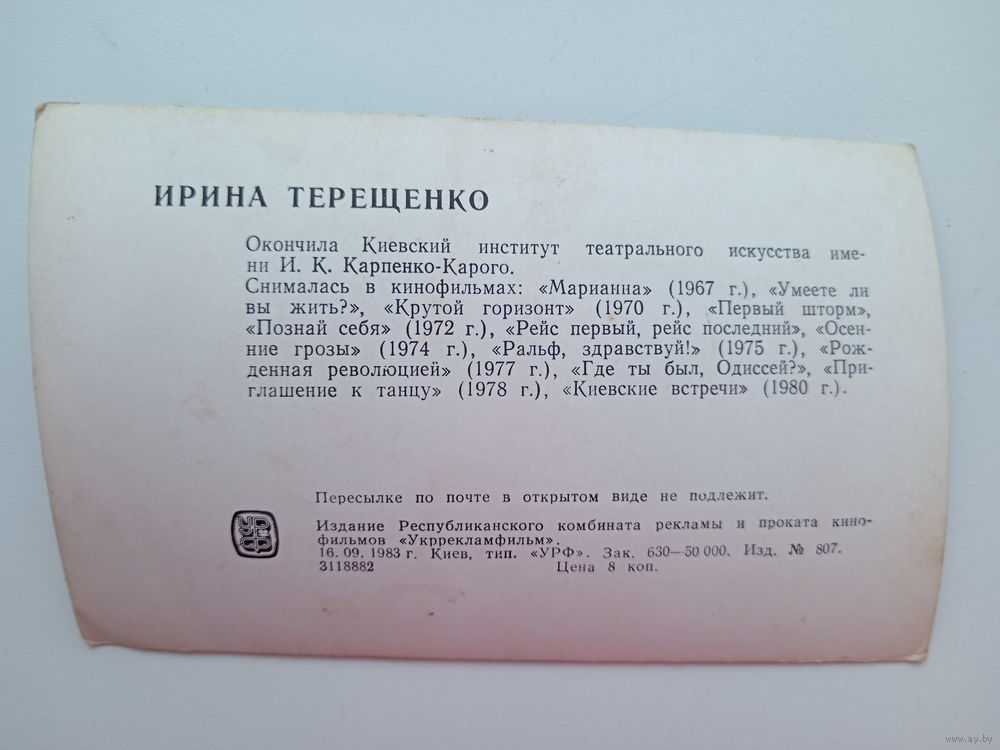 ИРИНА ТЕРЕЩЕНКО
Окончила Киевский институт театрального искусства име-
ни И. К. Карпенко-Карого.
Снималась в кинофильмах: «Марианна» (1967 г.), «Умеете ли
вы жить?», «Крутой горизонт» (1970 г.), «Первый шторм»,
«Познай себя» (1972 г.), «Рейс первый, рейс последний», «Осен-
ние грозы» (1974 г.), «Ральф, здравствуй!» (1975 г.), «Рож-
денная революцией» (1977 г.), «Где ты был, Одиссей?», «При-
глашение к танцу» (1978 г.), «Киевские встречи» (1980 г.).
Пересылке по почте в открытом виде не подлежит.
Издание Республиканского комбината рекламы и проката кино-
фильмов «Укррекламфильм».
16. 09. 1983 г. Киев, тип. «УРФ». Зак. 630—50 000. Изд. № 807.
3118882 Цена 8 коп.
www.ay.by